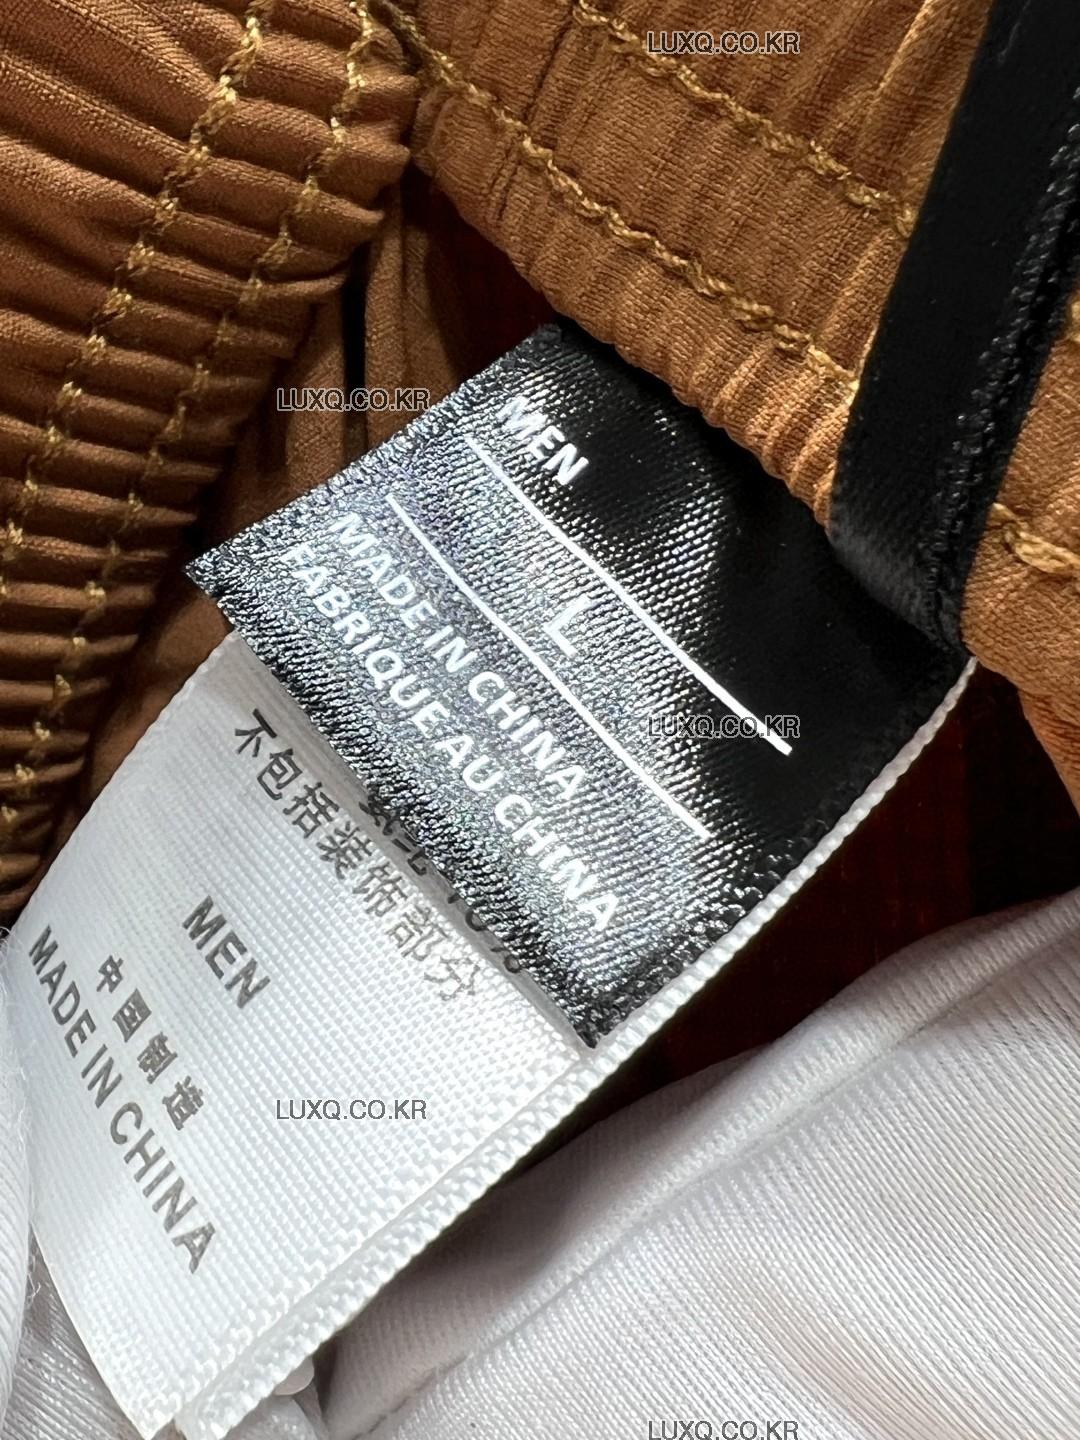 LUXQ.CO.KR
LUXQ.CO.KR
MEN
L
MADE IN CHINA
FABRIQUE AU CHINA
LUXQ.CO.KR
不包括装饰部分
MEN
中国制造
MADE IN CHINA
LUXQ.CO.KR
LUXQ.CO.KR